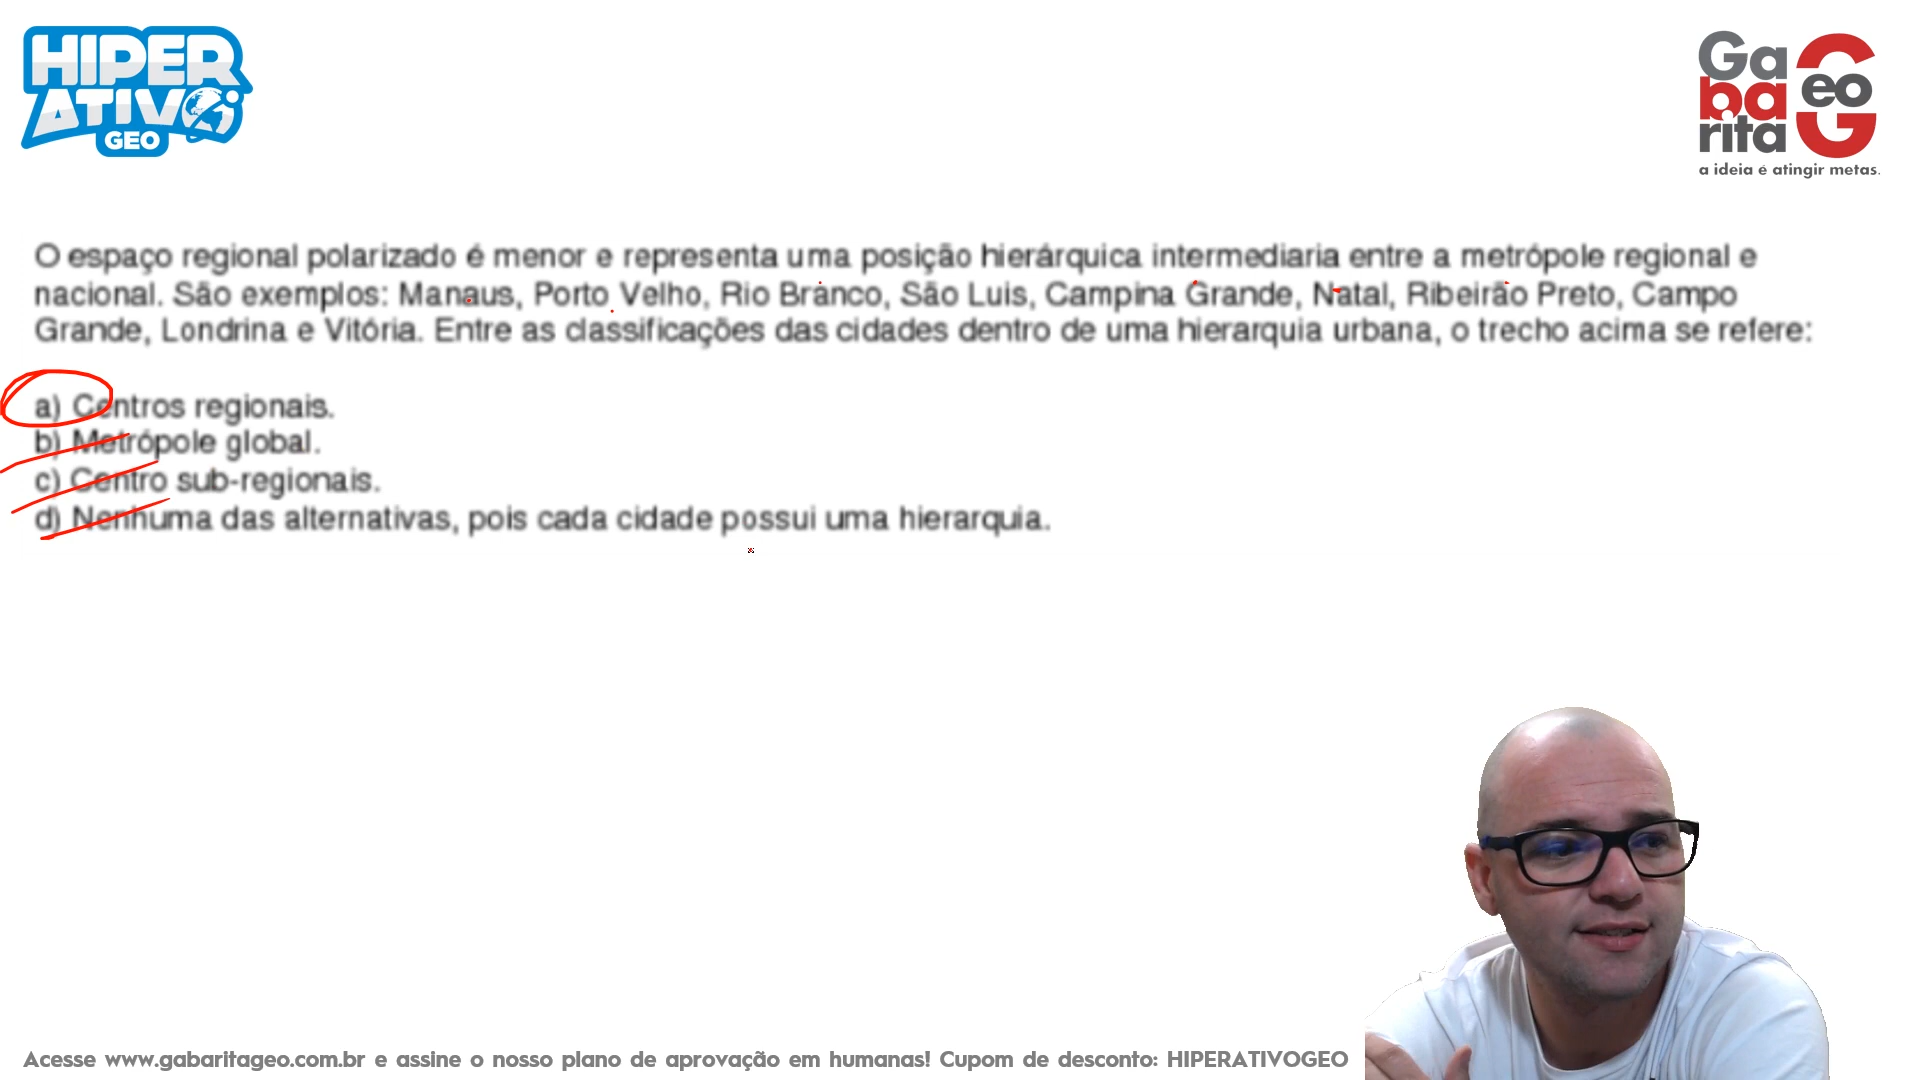 HIPER
ATIVO
GEO
Ga
ba
rita
Geo
G
a ideia é atingir metas.
O espaço regional polarizado é menor e representa uma posição hierárquica intermediaria entre a metrópole regional e
nacional. São exemplos: Manaus, Porto Velho, Rio Branco, São Luis, Campina Grande, Natal, Ribeirão Preto, Campo
Grande, Londrina e Vitória. Entre as classificações das cidades dentro de uma hierarquia urbana, o trecho acima se refere:
a) Centros regionais.
b) Metrópole global.
c) Centro sub-regionais.
d) Nenhuma das alternativas, pois cada cidade possui uma hierarquia.
Acesse www.gabaritageo.com.br e assine o nosso plano de aprovação em humanas! Cupom de desconto: HIPERATIVOGEO